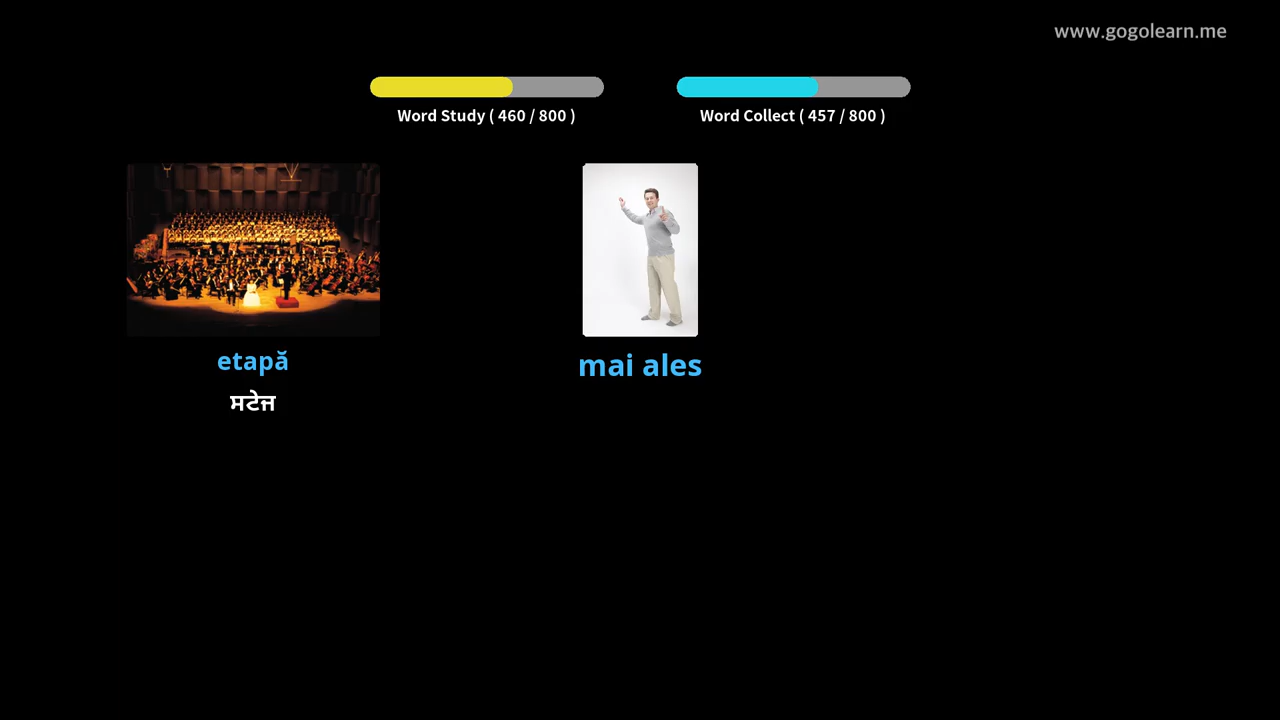 www.gogolearn.me
Word Study ( 460 / 800 )
Word Collect ( 457 / 800 )
etapă
ਸਟੇਜ
mai ales